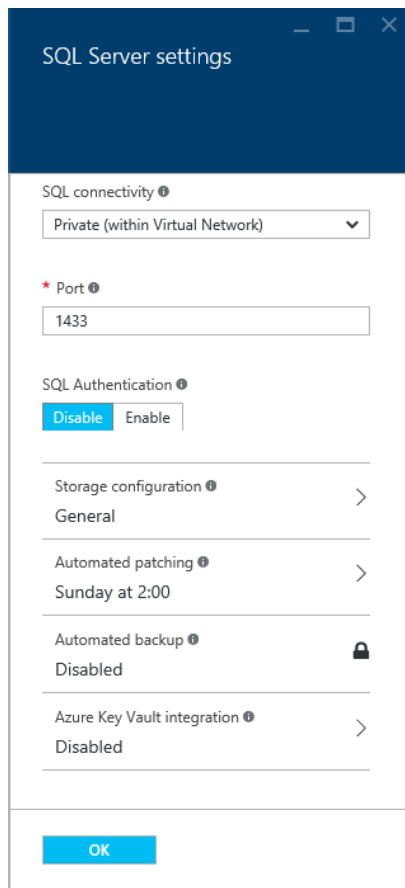 SQL Server settings
SQL connectivity
Private (within Virtual Network)
* Port
1433
SQL Authentication
Disable Enable
Storage configuration
General
Automated patching
Sunday at 2:00
Automated backup
Disabled
Azure Key Vault integration
Disabled
OK